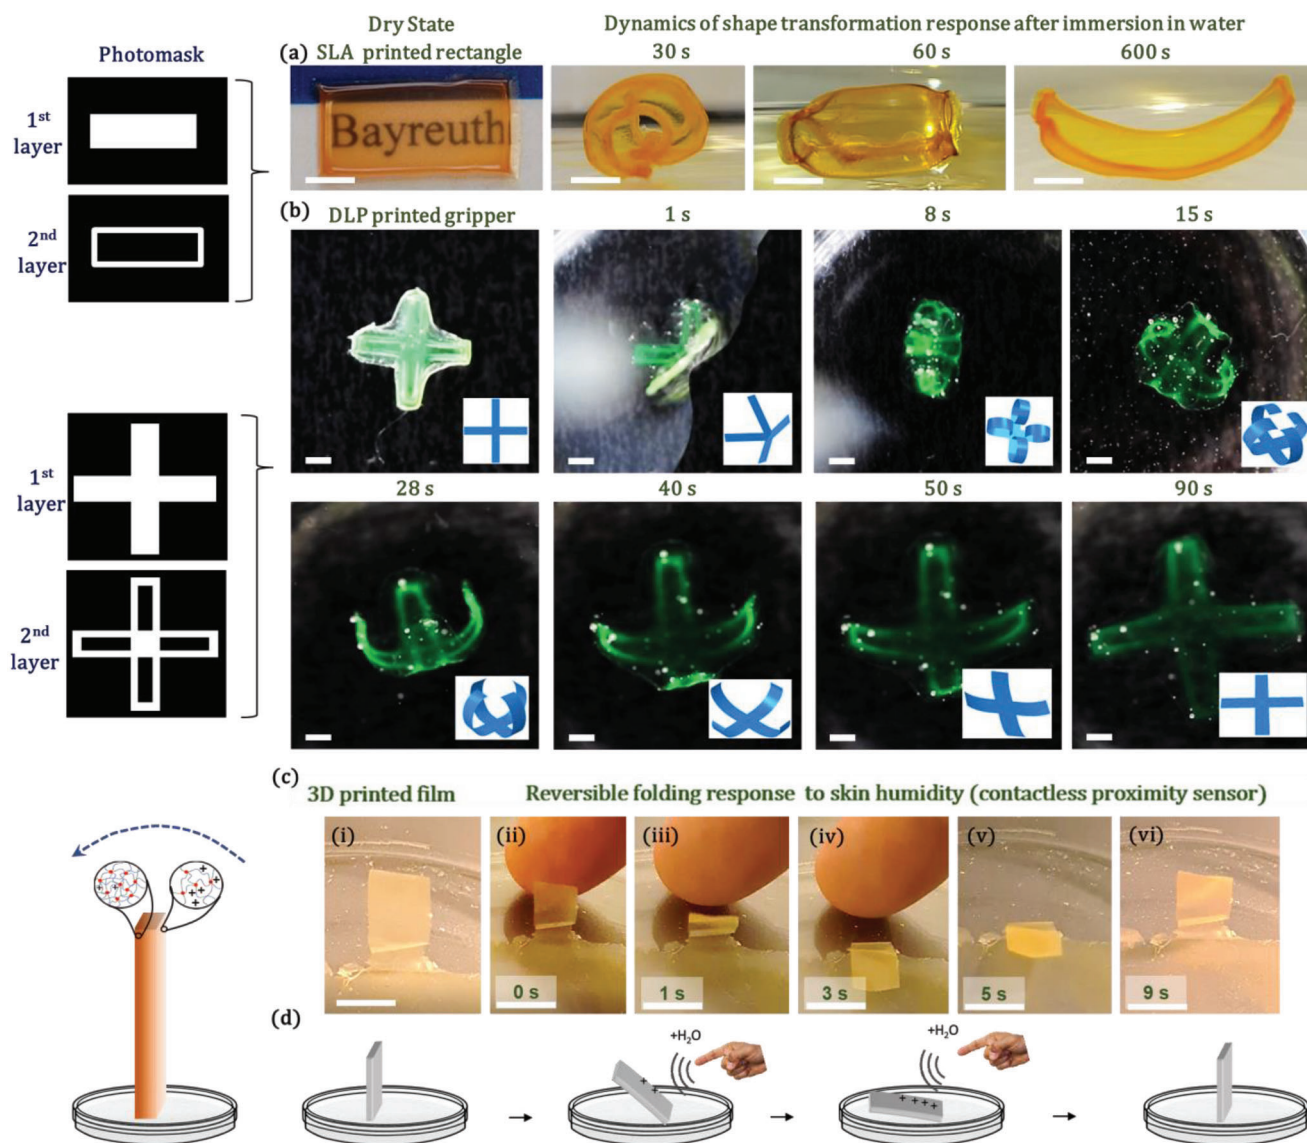 Photomask
1st
layer
2nd
layer
1st
layer
2nd
layer
Dry State
SLA printed rectangle
Dynamics of shape transformation response after immersion in water
(a)
30 s
60 s
600 s
Bayreuth
(b)
DLP printed gripper
1 s
8 s
15 s
28 s
40 s
50 s
90 s
(c)
3D printed film
Reversible folding response to skin humidity (contactless proximity sensor)
(i)
(ii)
(iii)
(iv)
(v)
(vi)
0 s
1 s
3 s
5 s
9 s
(d)
+H₂O
+H₂O